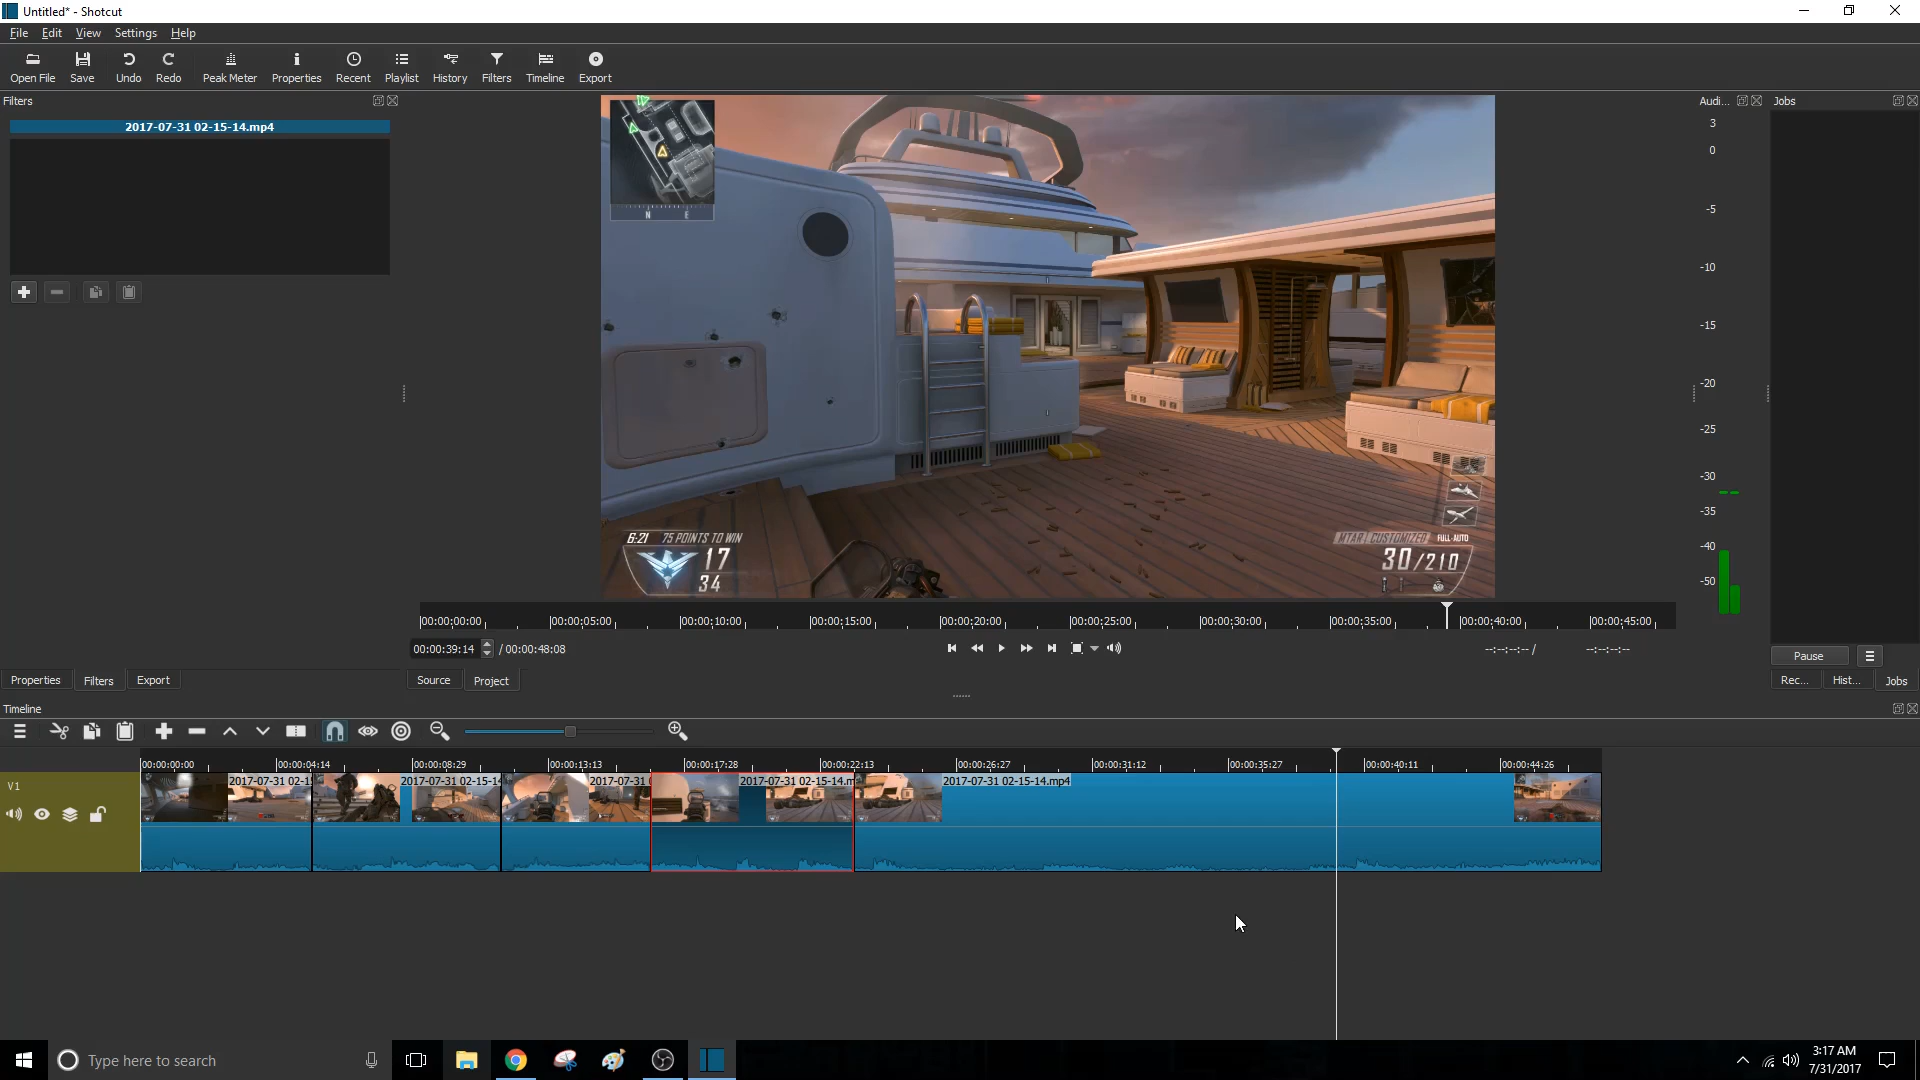 Untitled* - Shotcut
File Edit View Settings Help
Open File Save Undo Redo Peak Meter Properties Recent Playlist History Filters Timeline Export
Filters
2017-07-31 02-15-14.mp4
Audi... Jobs
3
0
-5
-10
-15
-20
-25
-30
-35
-40
-50
N E
6:21 75 POINTS TO WIN
17
34
MTAR CUSTOMIZED FULL-AUTO
30/210
00:00:00:00 00:00:05:00 00:00:10:00 00:00:15:00 00:00:20:00 00:00:25:00 00:00:30:00 00:00:35:00 00:00:40:00 00:00:45:00
00:00:39:14 / 00:00:48:08 --:--:--:-- / --:--:--:--
Pause
Properties Filters Export Source Project Rec... Hist... Jobs
Timeline
00:00:00:00 00:00:04:14 00:00:08:29 00:00:13:13 00:00:17:28 00:00:22:13 00:00:26:27 00:00:31:12 00:00:35:27 00:00:40:11 00:00:44:26
V1
2017-07-31 02-1 2017-07-31 02-15-14 2017-07-31 2017-07-31 02-15-14.m 2017-07-31 02-15-14.mp4
Type here to search
3:17 AM
7/31/2017